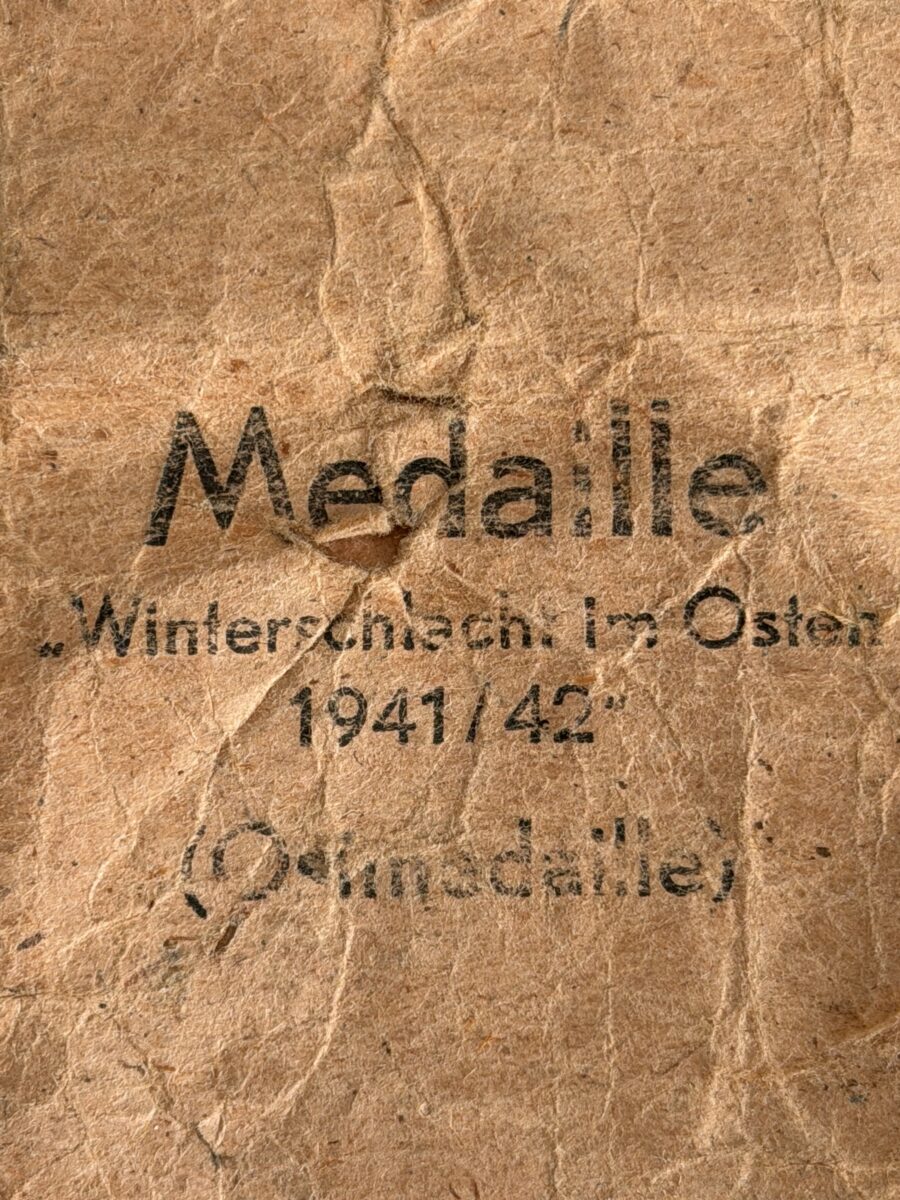 Medaille
„Winterschlacht im Osten
1941/42"
(Ostmedaille)